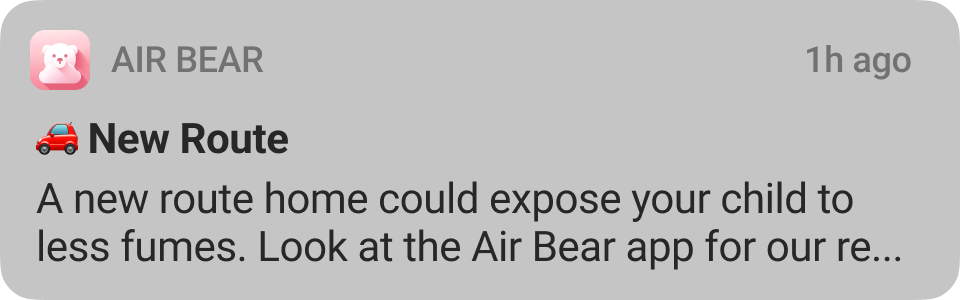 AIR BEAR 1h ago
🚗 New Route
A new route home could expose your child to
less fumes. Look at the Air Bear app for our re...